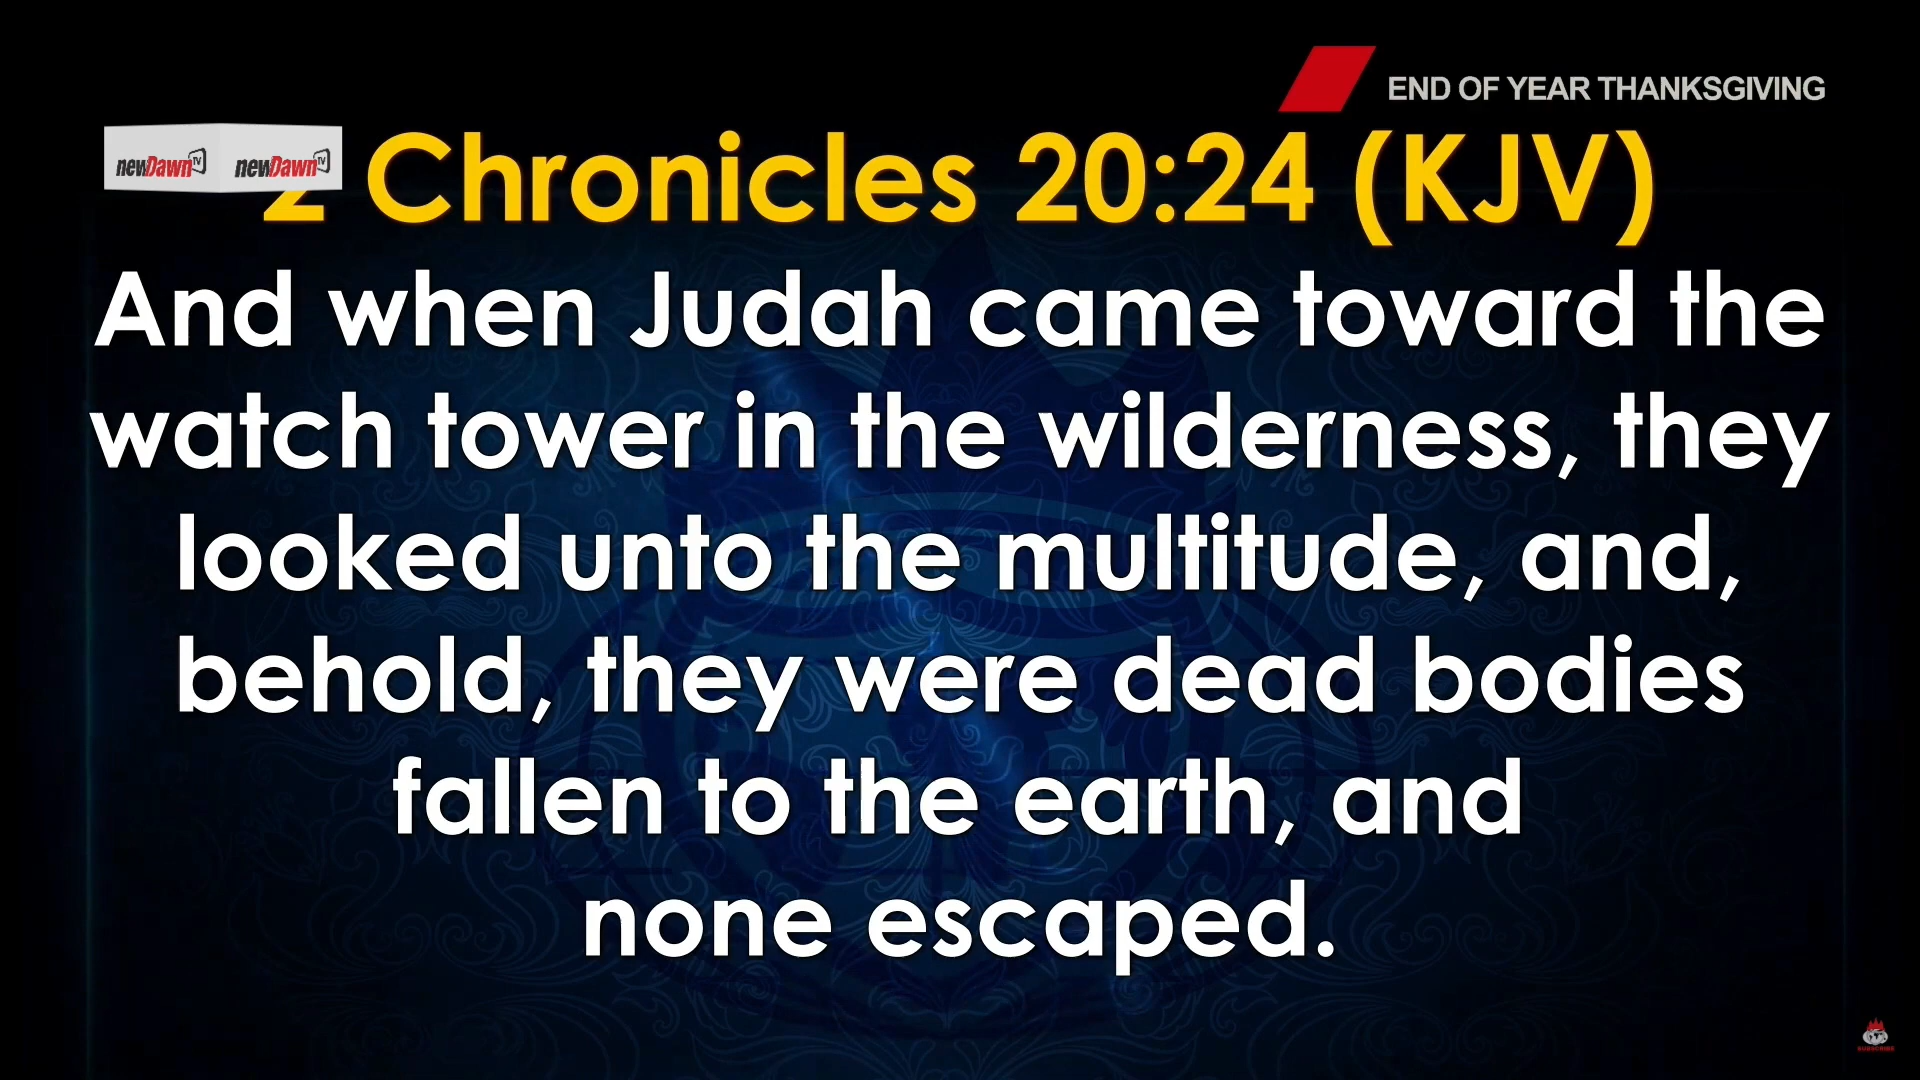 END OF YEAR THANKSGIVING
newDawn TV newDawn TV
2 Chronicles 20:24 (KJV)
And when Judah came toward the
watch tower in the wilderness, they
looked unto the multitude, and,
behold, they were dead bodies
fallen to the earth, and
none escaped.
SUBSCRIBE